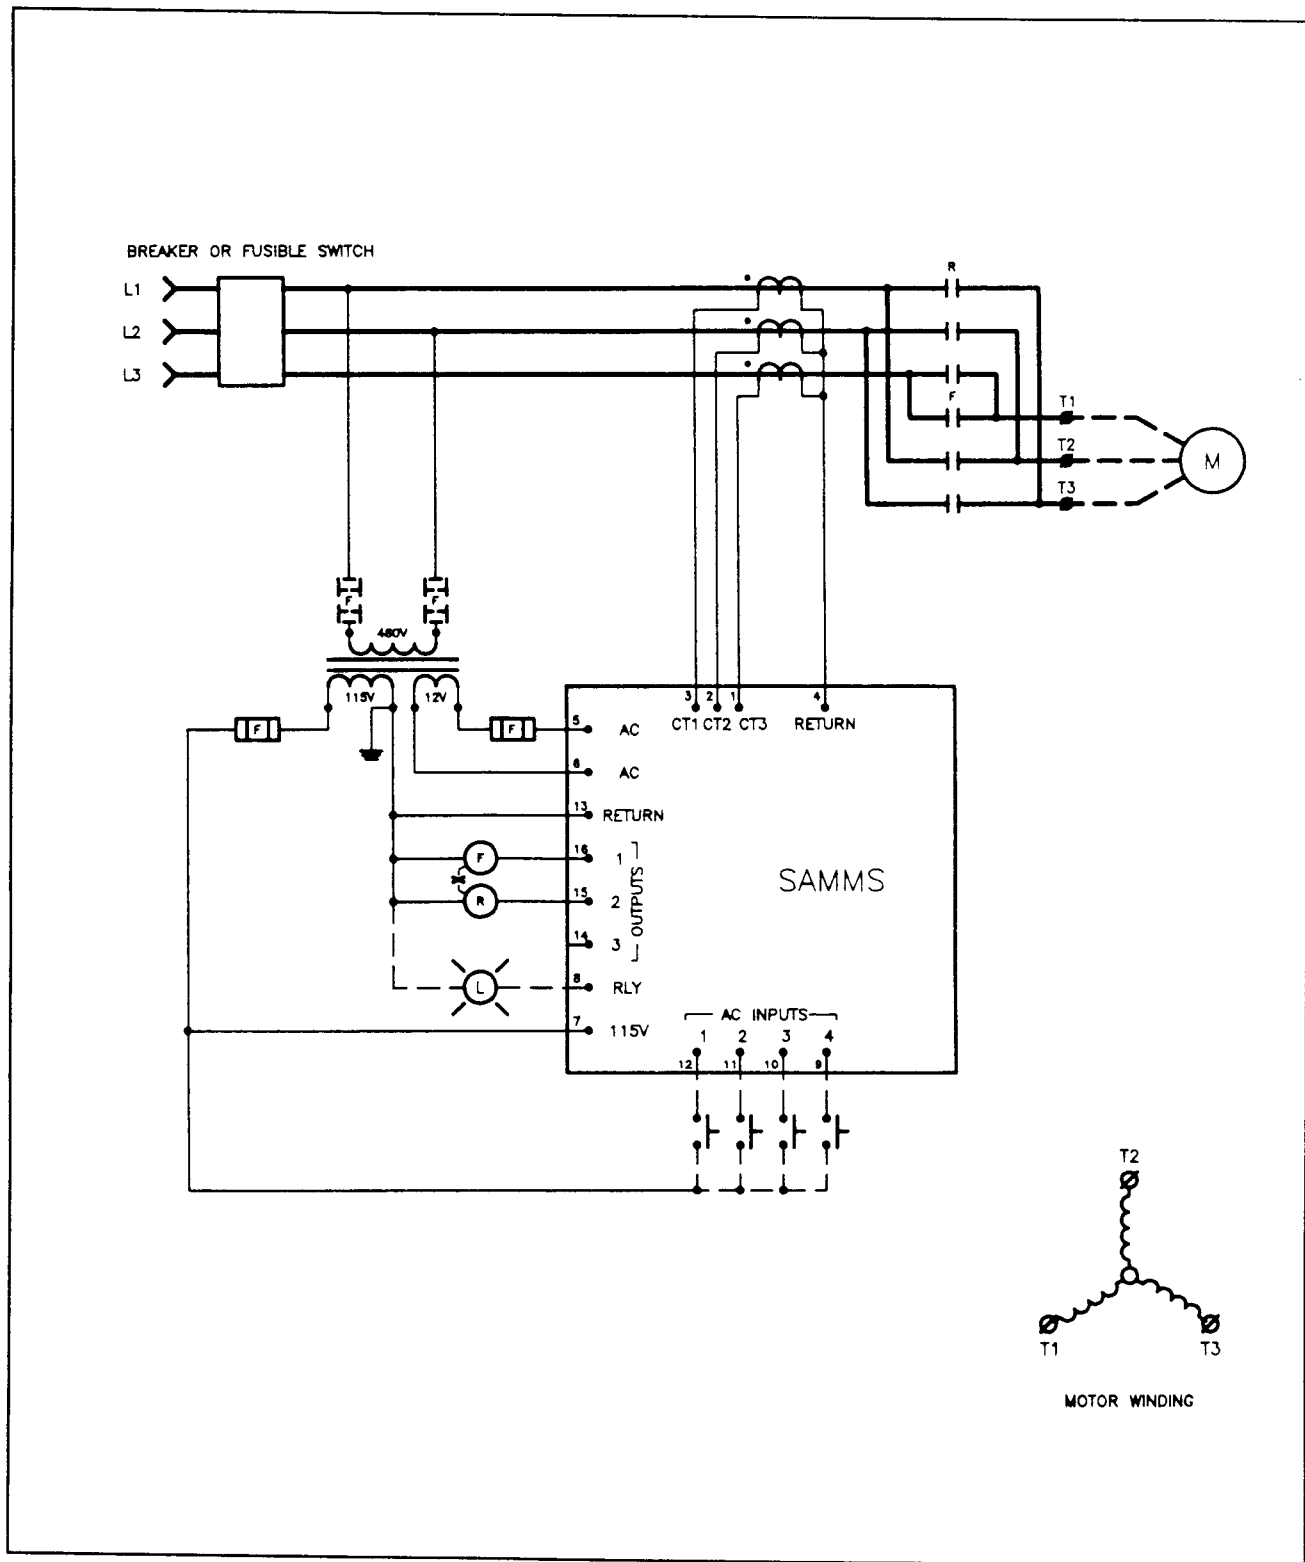 BREAKER OR FUSIBLE SWITCH
L1
L2
L3
R
F
T1
T2
T3
M
F
F
480V
115V
12V
F
F
3
2
1
4
CT1
CT2
CT3
RETURN
5
AC
6
AC
13
RETURN
16
1
15
2
14
3
OUTPUTS
F
R
L
8
RLY
7
115V
SAMMS
AC INPUTS
1
2
3
4
12
11
10
9
T2
T1
T3
MOTOR WINDING